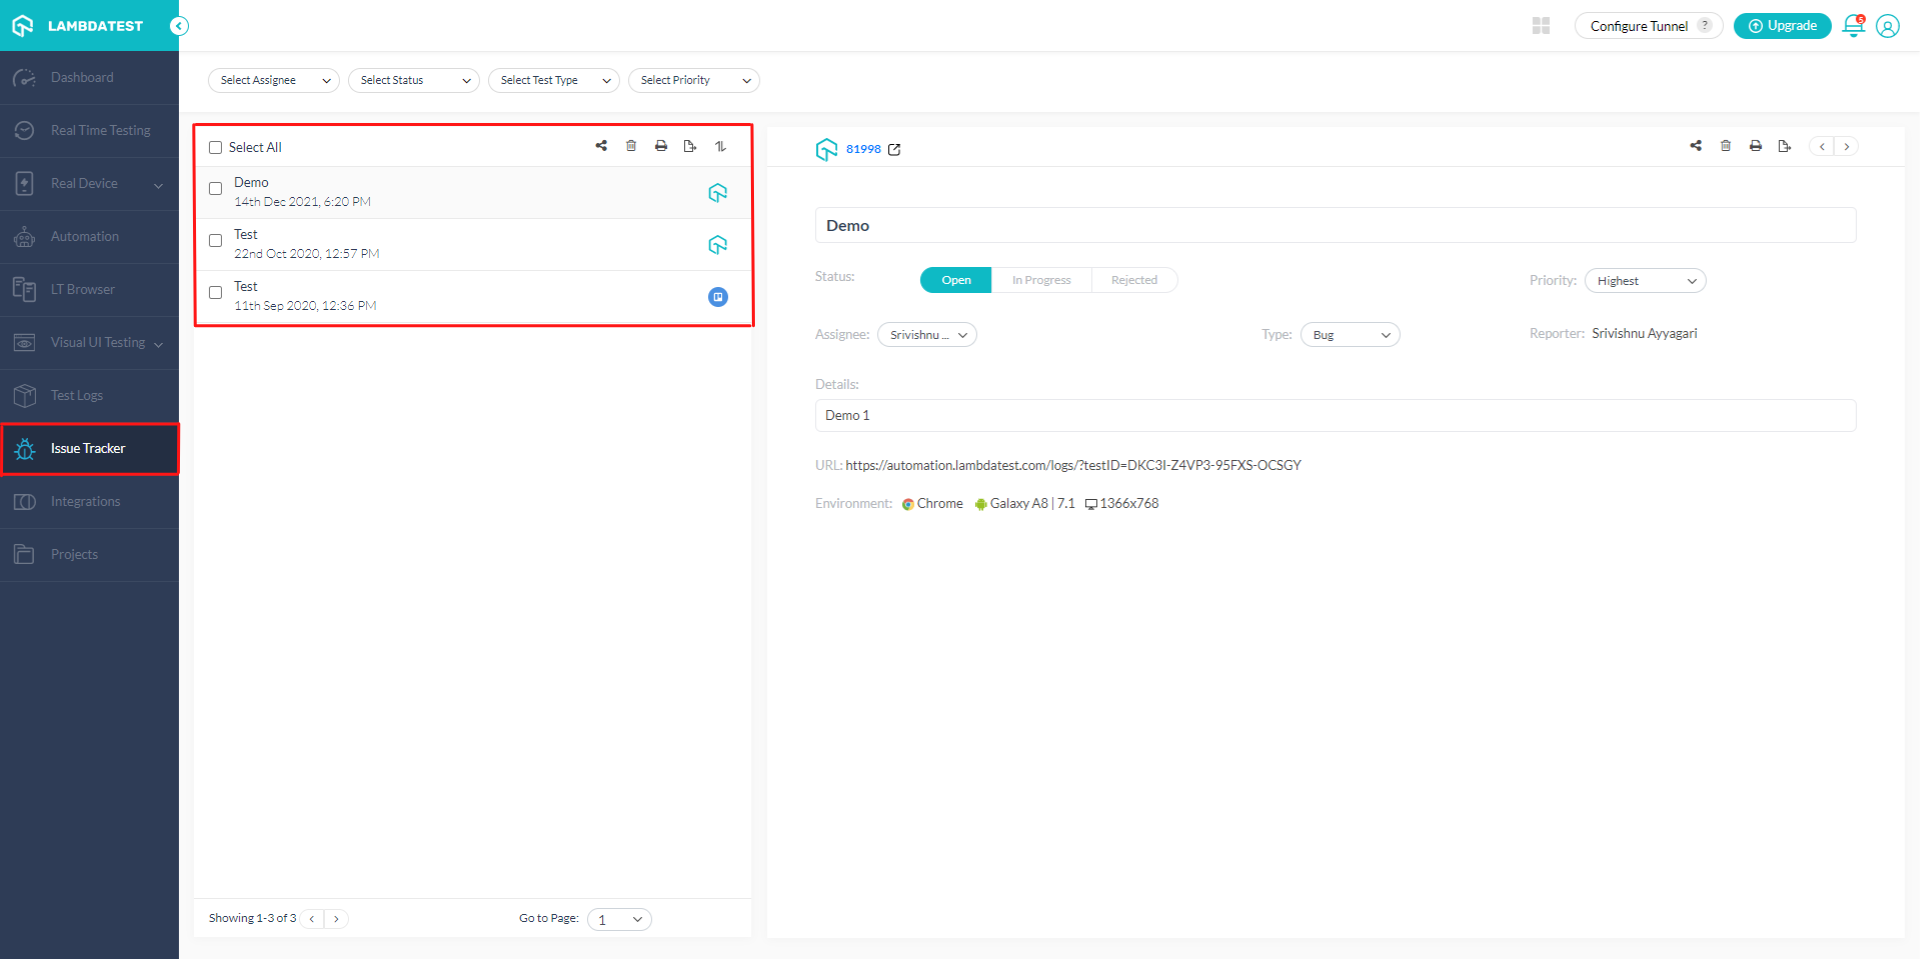 LAMBDATEST
Configure Tunnel ?
Upgrade
5
Dashboard
Real Time Testing
Real Device
Automation
LT Browser
Visual UI Testing
Test Logs
Issue Tracker
Integrations
Projects
Select Assignee
Select Status
Select Test Type
Select Priority
Select All
Demo
14th Dec 2021, 6:20 PM
Test
22nd Oct 2020, 12:57 PM
Test
11th Sep 2020, 12:36 PM
Showing 1-3 of 3
Go to Page: 1
81998
Demo
Status: Open In Progress Rejected
Priority: Highest
Assignee: Srivishnu ...
Type: Bug
Reporter: Srivishnu Ayyagari
Details:
Demo 1
URL: https://automation.lambdatest.com/logs/?testID=DKC3I-Z4VP3-95FXS-OCSGY
Environment: Chrome Galaxy A8 | 7.1 1366x768